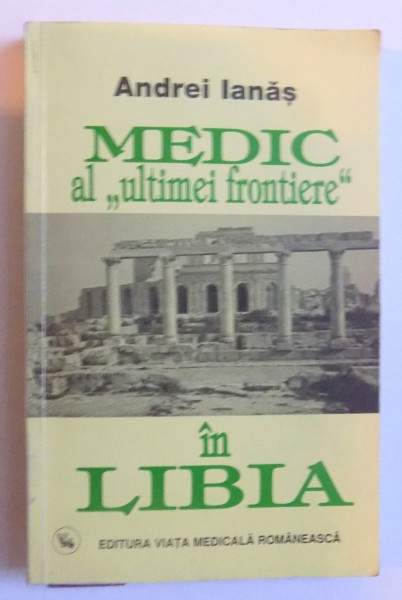 Andrei Ianăș
MEDIC
al „ultimei frontiere“
în
LIBIA
EDITURA VIAȚA MEDICALĂ ROMÂNEASCĂ